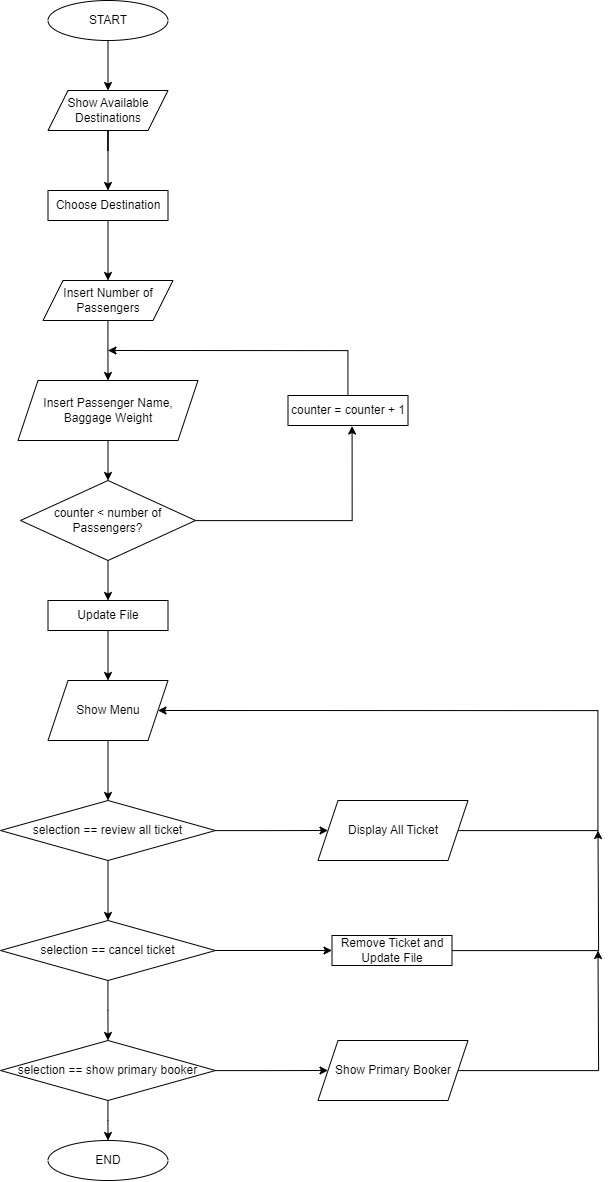 START
Show Available
Destinations
Choose Destination
Insert Number of
Passengers
Insert Passenger Name,
Baggage Weight
counter = counter + 1
counter < number of
Passengers?
Update File
Show Menu
selection == review all ticket
Display All Ticket
selection == cancel ticket
Remove Ticket and
Update File
selection == show primary booker
Show Primary Booker
END